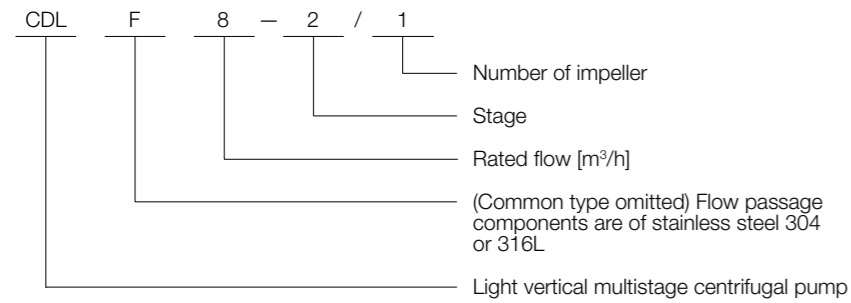 CDL F 8 — 2 / 1
Number of impeller
Stage
Rated flow [m³/h]
(Common type omitted) Flow passage
components are of stainless steel 304
or 316L
Light vertical multistage centrifugal pump